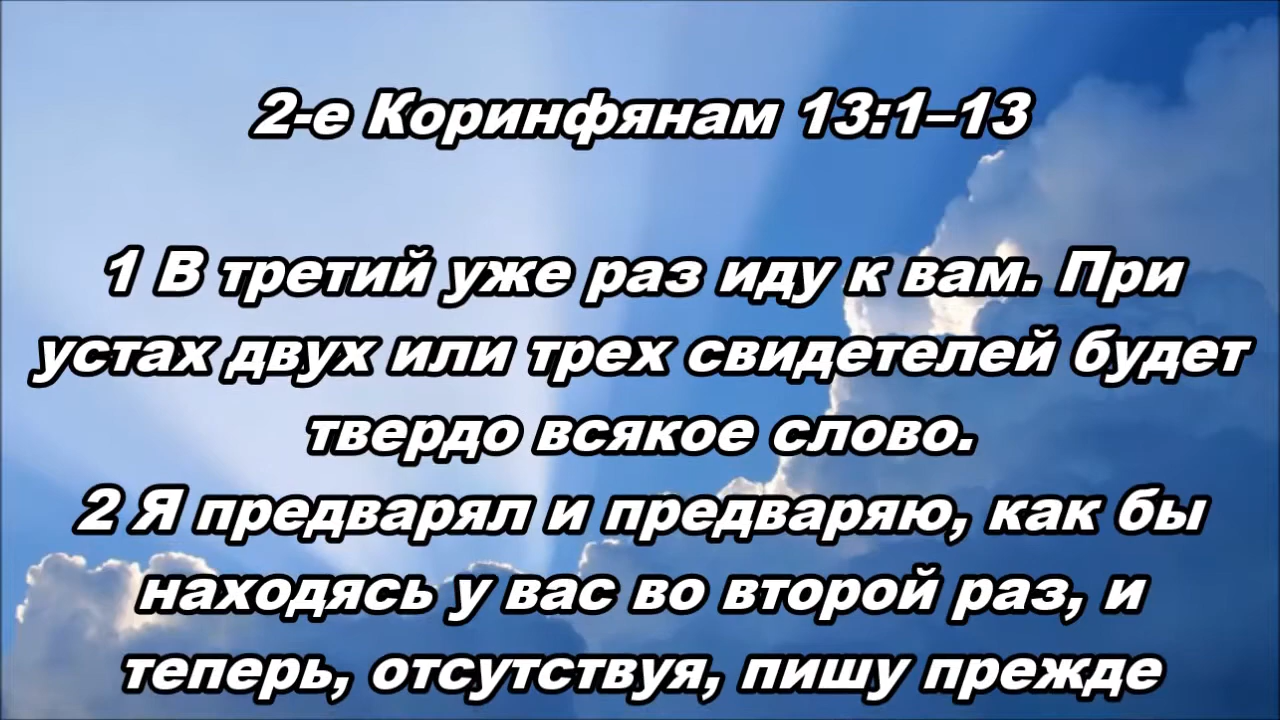 2-е Коринфянам 13:1–13
1 В третий уже раз иду к вам. При
устах двух или трех свидетелей будет
твердо всякое слово.
2 Я предварял и предваряю, как бы
находясь у вас во второй раз, и
теперь, отсутствуя, пишу прежде